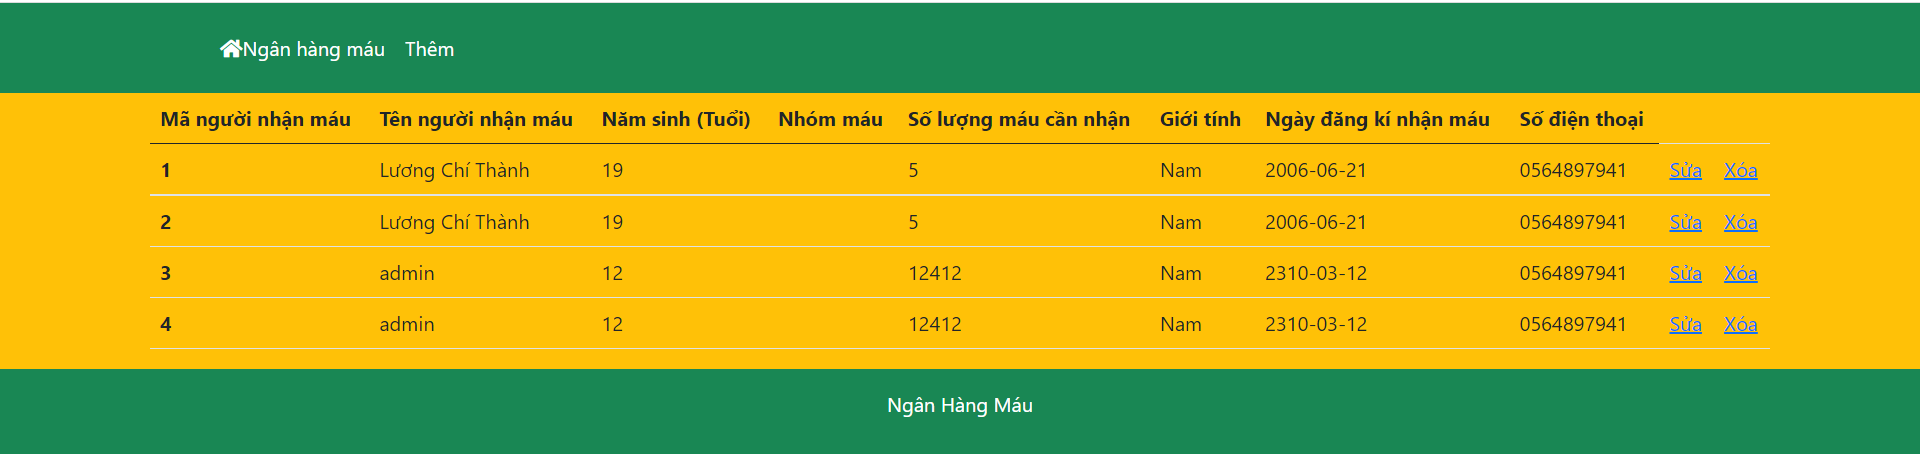 Ngân hàng máu Thêm
Mã người nhận máu Tên người nhận máu Năm sinh (Tuổi) Nhóm máu Số lượng máu cần nhận Giới tính Ngày đăng kí nhận máu Số điện thoại
1 Lương Chí Thành 19 5 Nam 2006-06-21 0564897941 Sửa Xóa
2 Lương Chí Thành 19 5 Nam 2006-06-21 0564897941 Sửa Xóa
3 admin 12 12412 Nam 2310-03-12 0564897941 Sửa Xóa
4 admin 12 12412 Nam 2310-03-12 0564897941 Sửa Xóa
Ngân Hàng Máu